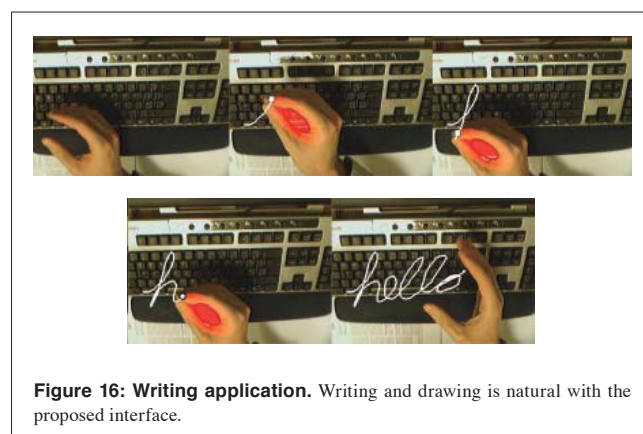 h
hello
Figure 16: Writing application. Writing and drawing is natural with the
proposed interface.